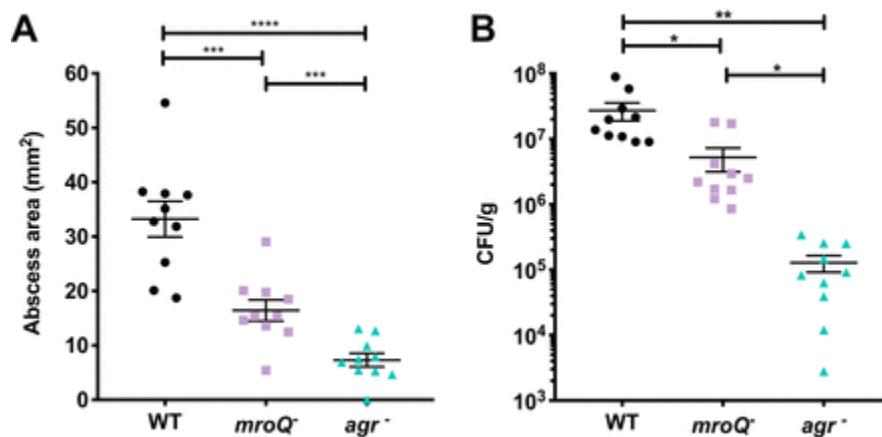 A
****
***
***
Abscess area (mm²)
60
50
40
30
20
10
0
WT
mroQ⁻
agr ⁻
B
**
*
*
CFU/g
10⁸
10⁷
10⁶
10⁵
10⁴
10³
WT
mroQ⁻
agr ⁻